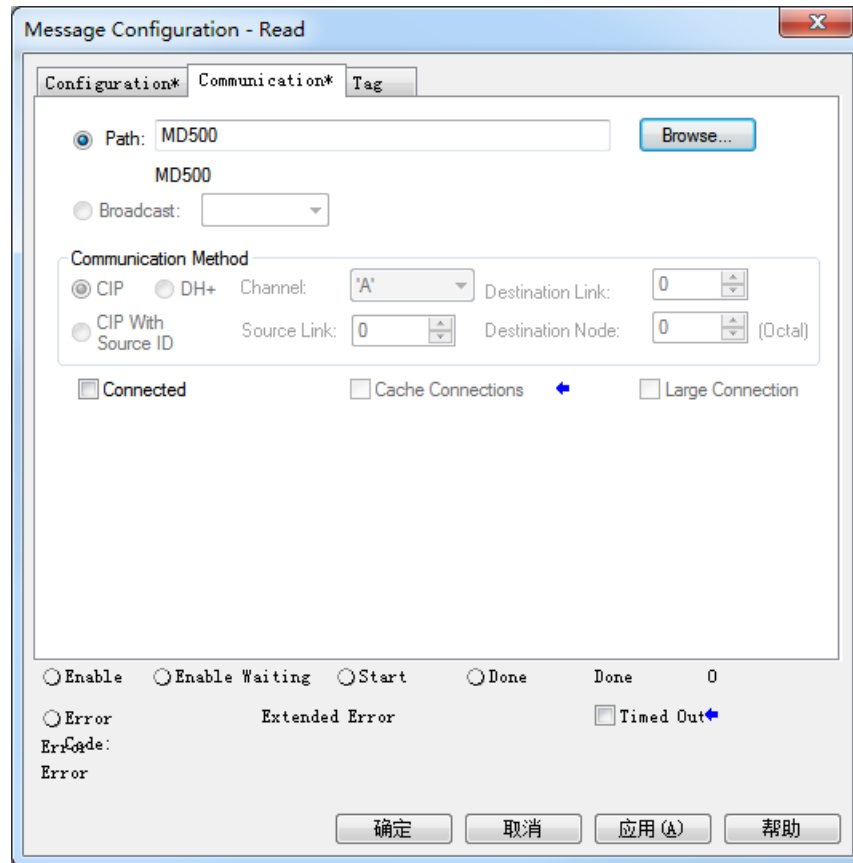 Message Configuration - Read
Configuration* Communication* Tag
Path: MD500 Browse...
MD500
Broadcast:
Communication Method
CIP DH+ Channel: 'A' Destination Link: 0
CIP With Source ID Source Link: 0 Destination Node: 0 (Octal)
Connected Cache Connections Large Connection
Enable Enable Waiting Start Done Done 0
Error Extended Error Timed Out
Error Code:
Error
确定 取消 应用(A) 帮助